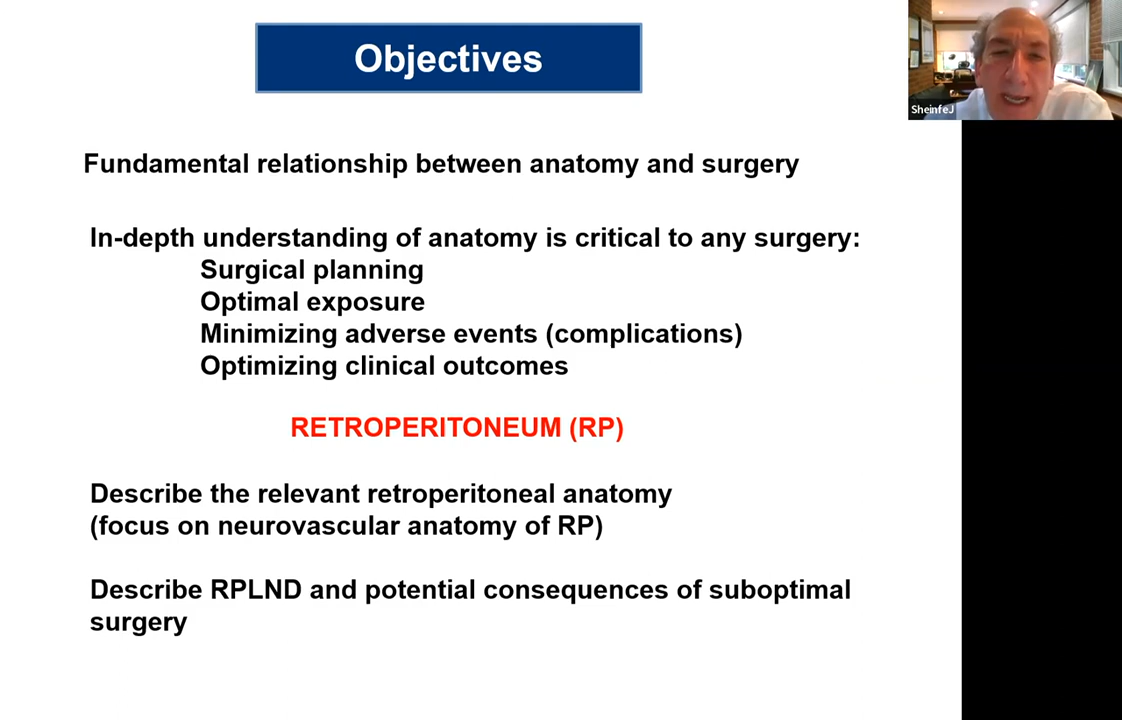 Objectives
SheinfeJ
Fundamental relationship between anatomy and surgery
In-depth understanding of anatomy is critical to any surgery:
Surgical planning
Optimal exposure
Minimizing adverse events (complications)
Optimizing clinical outcomes
RETROPERITONEUM (RP)
Describe the relevant retroperitoneal anatomy
(focus on neurovascular anatomy of RP)
Describe RPLND and potential consequences of suboptimal
surgery